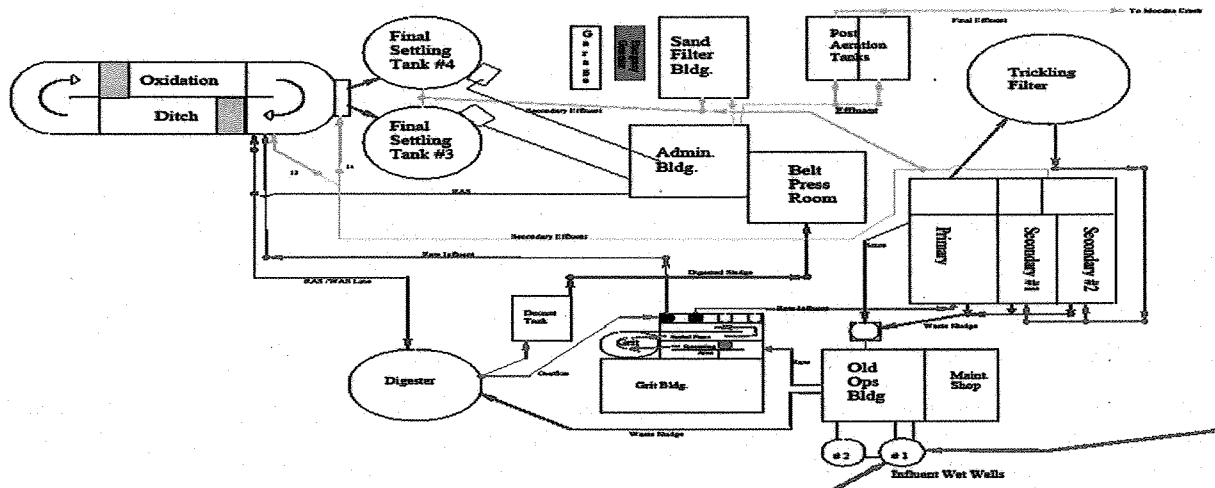 Final Effluent
To Moodna Creek
Final
Settling
Tank #4
G
a
r
a
g
e
Sand
Filter
Bldg.
Post
Aeration
Tanks
Trickling
Filter
Oxidation
Ditch
Final
Settling
Tank #3
Secondary Effluent
Effluent
Admin.
Bldg.
Belt
Press
Room
RAS
Secondary Effluent
Primary
Secondary #1
Secondary #2
Raw Influent
RAS /WAS Line
Digested Sludge
Raw Influent
Decant
Tank
Waste Sludge
Digester
Overflow
Grit
Grit Bldg.
Raw
Old
Ops
Bldg
Maint.
Shop
Waste Sludge
#2
#1
Influent Wet Wells